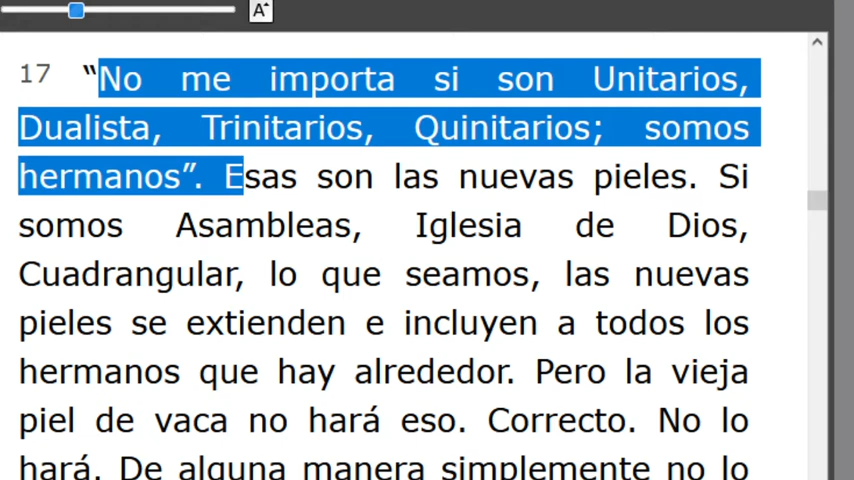 A
17 “No me importa si son Unitarios,
Dualista, Trinitarios, Quinitarios; somos
hermanos”. Esas son las nuevas pieles. Si
somos Asambleas, Iglesia de Dios,
Cuadrangular, lo que seamos, las nuevas
pieles se extienden e incluyen a todos los
hermanos que hay alrededor. Pero la vieja
piel de vaca no hará eso. Correcto. No lo
hará. De alguna manera simplemente no lo